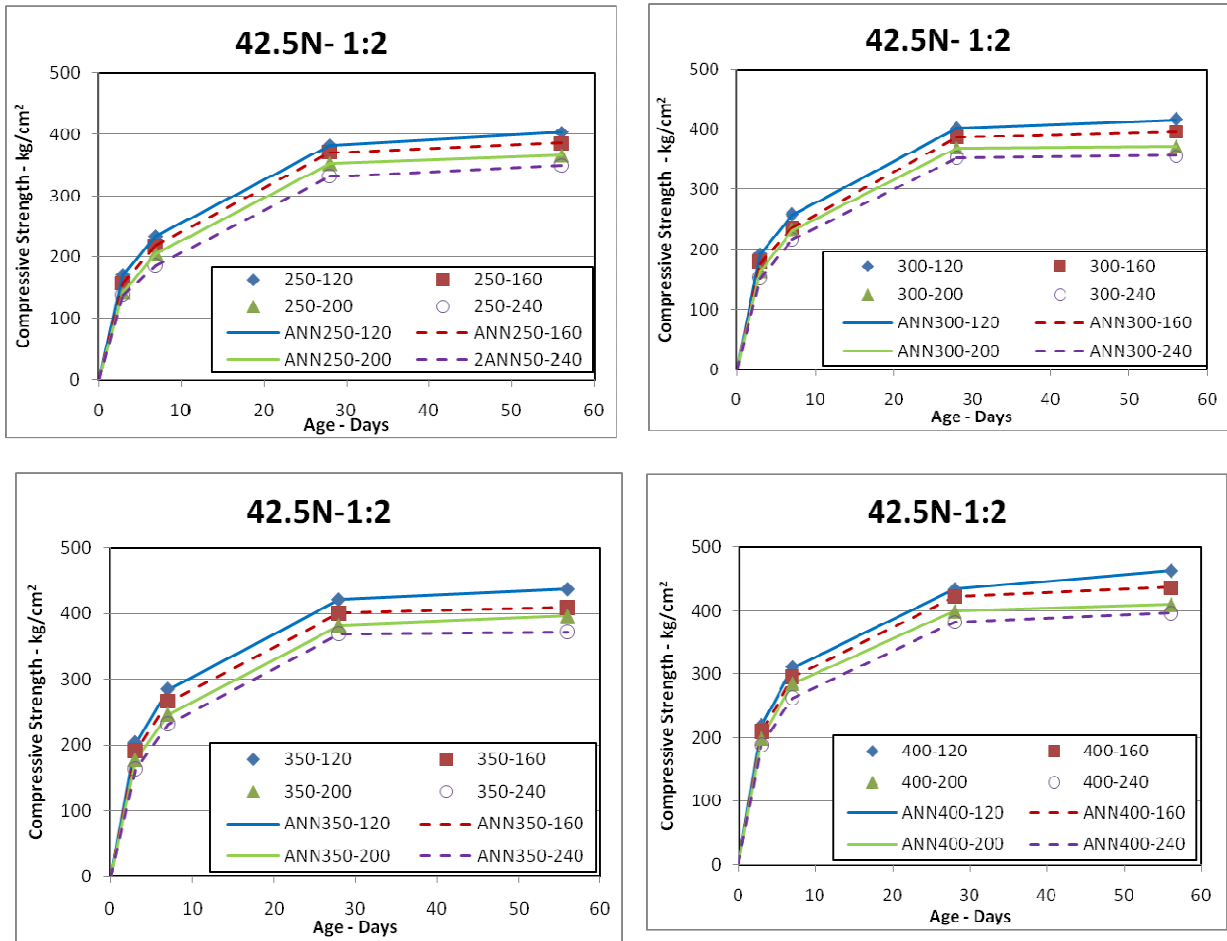 42.5N- 1:2
Compressive Strength - kg/cm²
500
400
300
200
100
0
0 10 20 30 40 50 60
Age - Days
250-120 250-160
250-200 250-240
ANN250-120 ANN250-160
ANN250-200 2ANN50-240
42.5N- 1:2
Compressive Strength - kg/cm²
500
400
300
200
100
0
0 10 20 30 40 50 60
Age - Days
300-120 300-160
300-200 300-240
ANN300-120 ANN300-160
ANN300-200 ANN300-240
42.5N-1:2
Compressive Strength - kg/cm²
500
400
300
200
100
0
0 10 20 30 40 50 60
Age - Days
350-120 350-160
350-200 350-240
ANN350-120 ANN350-160
ANN350-200 ANN350-240
42.5N-1:2
Compressive Strength - kg/cm²
500
400
300
200
100
0
0 10 20 30 40 50 60
Age - Days
400-120 400-160
400-200 400-240
ANN400-120 ANN400-160
ANN400-200 ANN400-240